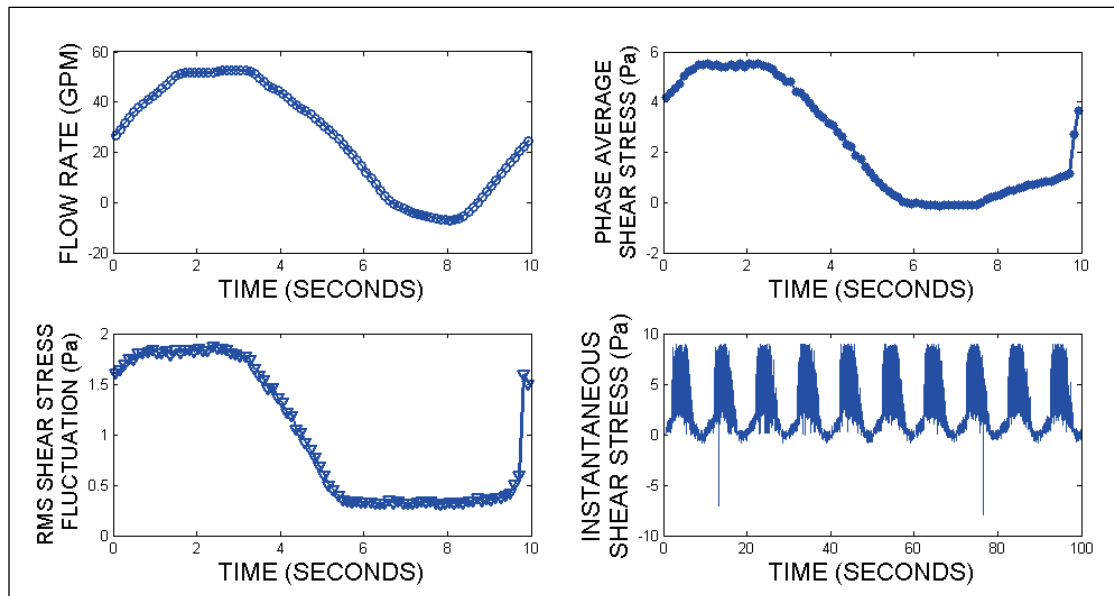 FLOW RATE (GPM)
60
40
20
0
-20
0 2 4 6 8 10
TIME (SECONDS)
PHASE AVERAGE
SHEAR STRESS (Pa)
6
4
2
0
-2
0 2 4 6 8 10
TIME (SECONDS)
RMS SHEAR STRESS
FLUCTUATION (Pa)
2
1.5
1
0.5
0
0 2 4 6 8 10
TIME (SECONDS)
INSTANTANEOUS
SHEAR STRESS (Pa)
10
5
0
-5
-10
0 20 40 60 80 100
TIME (SECONDS)